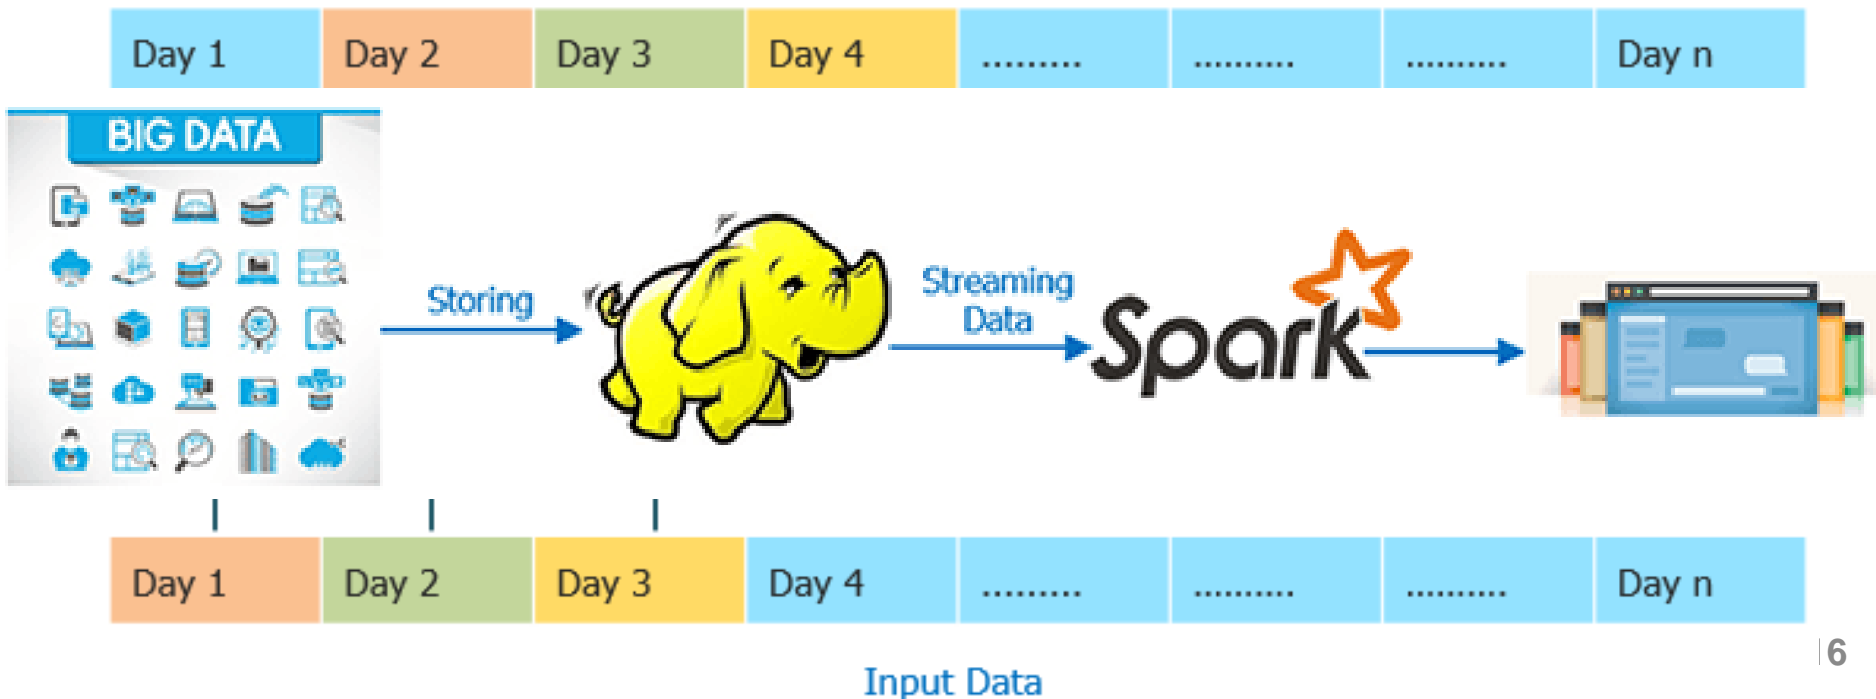 Day 1 Day 2 Day 3 Day 4 ......... .......... .......... Day n
BIG DATA
Storing
Streaming
Data
Spark
Day 1 Day 2 Day 3 Day 4 ......... .......... .......... Day n
6
Input Data